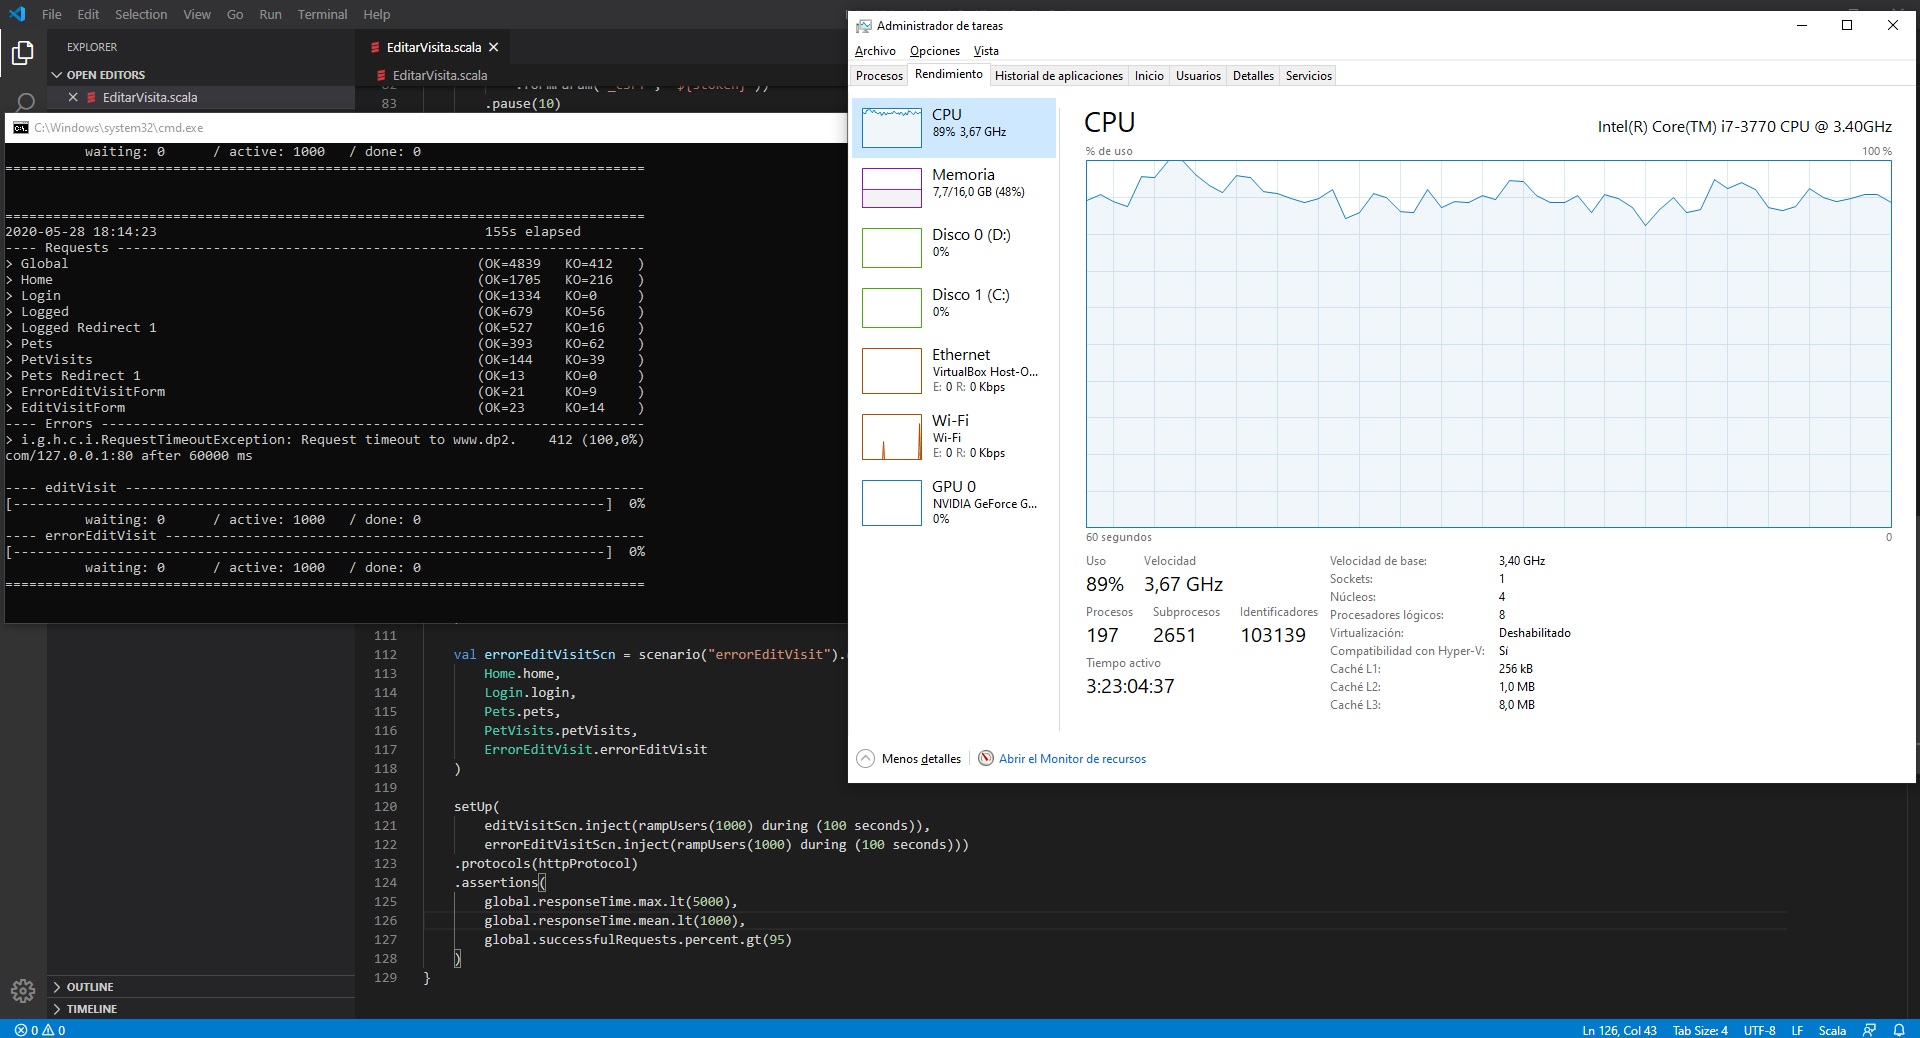 File Edit Selection View Go Run Terminal Help
EXPLORER
OPEN EDITORS
EditarVisita.scala
EditarVisita.scala
EditarVisita.scala
83 .pause(10)
C:\Windows\system32\cmd.exe
waiting: 0 / active: 1000 / done: 0
================================================================================
================================================================================
2020-05-28 18:14:23 155s elapsed
---- Requests ------------------------------------------------------------------
> Global (OK=4839 KO=412 )
> Home (OK=1705 KO=216 )
> Login (OK=1334 KO=0 )
> Logged (OK=679 KO=56 )
> Logged Redirect 1 (OK=527 KO=16 )
> Pets (OK=393 KO=62 )
> PetVisits (OK=144 KO=39 )
> Pets Redirect 1 (OK=13 KO=0 )
> ErrorEditVisitForm (OK=21 KO=9 )
> EditVisitForm (OK=23 KO=14 )
---- Errors --------------------------------------------------------------------
> i.g.h.c.i.RequestTimeoutException: Request timeout to www.dp2. 412 (100,0%)
com/127.0.0.1:80 after 60000 ms
---- editVisit -----------------------------------------------------------------
[--------------------------------------------------------------------------] 0%
waiting: 0 / active: 1000 / done: 0
---- errorEditVisit ------------------------------------------------------------
[--------------------------------------------------------------------------] 0%
waiting: 0 / active: 1000 / done: 0
================================================================================
111
112 val errorEditVisitScn = scenario("errorEditVisit").
113 Home.home,
114 Login.login,
115 Pets.pets,
116 PetVisits.petVisits,
117 ErrorEditVisit.errorEditVisit
118 )
119
120 setUp(
121 editVisitScn.inject(rampUsers(1000) during (100 seconds)),
122 errorEditVisitScn.inject(rampUsers(1000) during (100 seconds)))
123 .protocols(httpProtocol)
124 .assertions(
125 global.responseTime.max.lt(5000),
126 global.responseTime.mean.lt(1000),
127 global.successfulRequests.percent.gt(95)
128 )
129 }
OUTLINE
TIMELINE
0 0
Ln 126, Col 43 Tab Size: 4 UTF-8 LF Scala
Administrador de tareas
Archivo Opciones Vista
Procesos Rendimiento Historial de aplicaciones Inicio Usuarios Detalles Servicios
CPU
89% 3,67 GHz
Memoria
7,7/16,0 GB (48%)
Disco 0 (D:)
0%
Disco 1 (C:)
0%
Ethernet
VirtualBox Host-O...
E: 0 R: 0 Kbps
Wi-Fi
Wi-Fi
E: 0 R: 0 Kbps
GPU 0
NVIDIA GeForce G...
0%
CPU
Intel(R) Core(TM) i7-3770 CPU @ 3.40GHz
% de uso 100 %
60 segundos 0
Uso Velocidad
89% 3,67 GHz
Procesos Subprocesos Identificadores
197 2651 103139
Tiempo activo
3:23:04:37
Velocidad de base: 3,40 GHz
Sockets: 1
Núcleos: 4
Procesadores lógicos: 8
Virtualización: Deshabilitado
Compatibilidad con Hyper-V: Sí
Caché L1: 256 kB
Caché L2: 1,0 MB
Caché L3: 8,0 MB
Menos detalles Abrir el Monitor de recursos